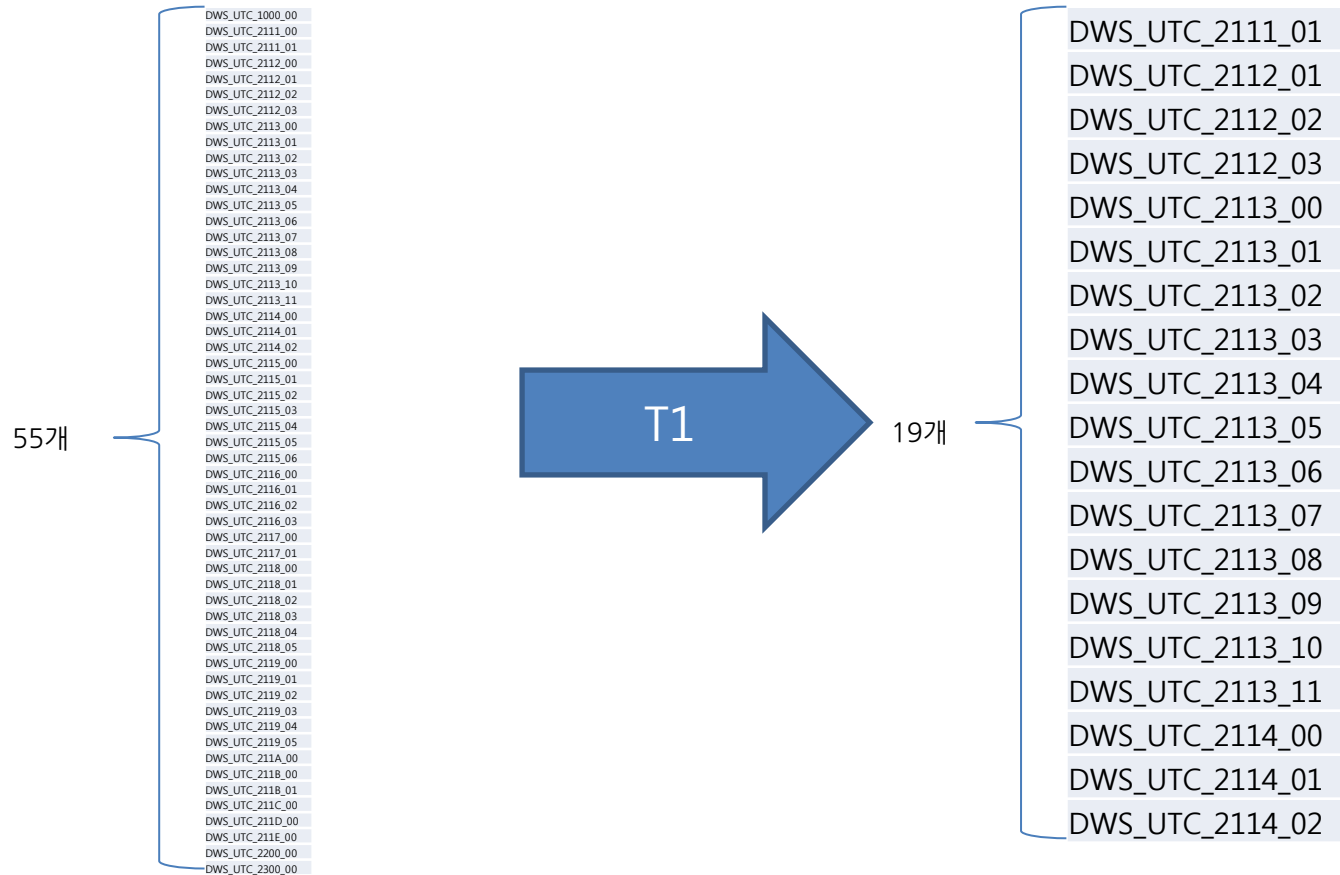 55개
DWS_UTC_1000_00
DWS_UTC_2111_00
DWS_UTC_2111_01
DWS_UTC_2112_00
DWS_UTC_2112_01
DWS_UTC_2112_02
DWS_UTC_2112_03
DWS_UTC_2113_00
DWS_UTC_2113_01
DWS_UTC_2113_02
DWS_UTC_2113_03
DWS_UTC_2113_04
DWS_UTC_2113_05
DWS_UTC_2113_06
DWS_UTC_2113_07
DWS_UTC_2113_08
DWS_UTC_2113_09
DWS_UTC_2113_10
DWS_UTC_2113_11
DWS_UTC_2114_00
DWS_UTC_2114_01
DWS_UTC_2114_02
DWS_UTC_2115_00
DWS_UTC_2115_01
DWS_UTC_2115_02
DWS_UTC_2115_03
DWS_UTC_2115_04
DWS_UTC_2115_05
DWS_UTC_2115_06
DWS_UTC_2116_00
DWS_UTC_2116_01
DWS_UTC_2116_02
DWS_UTC_2116_03
DWS_UTC_2117_00
DWS_UTC_2117_01
DWS_UTC_2118_00
DWS_UTC_2118_01
DWS_UTC_2118_02
DWS_UTC_2118_03
DWS_UTC_2118_04
DWS_UTC_2118_05
DWS_UTC_2119_00
DWS_UTC_2119_01
DWS_UTC_2119_02
DWS_UTC_2119_03
DWS_UTC_2119_04
DWS_UTC_2119_05
DWS_UTC_211A_00
DWS_UTC_211B_00
DWS_UTC_211B_01
DWS_UTC_211C_00
DWS_UTC_211D_00
DWS_UTC_211E_00
DWS_UTC_2200_00
DWS_UTC_2300_00
T1
19개
DWS_UTC_2111_01
DWS_UTC_2112_01
DWS_UTC_2112_02
DWS_UTC_2112_03
DWS_UTC_2113_00
DWS_UTC_2113_01
DWS_UTC_2113_02
DWS_UTC_2113_03
DWS_UTC_2113_04
DWS_UTC_2113_05
DWS_UTC_2113_06
DWS_UTC_2113_07
DWS_UTC_2113_08
DWS_UTC_2113_09
DWS_UTC_2113_10
DWS_UTC_2113_11
DWS_UTC_2114_00
DWS_UTC_2114_01
DWS_UTC_2114_02